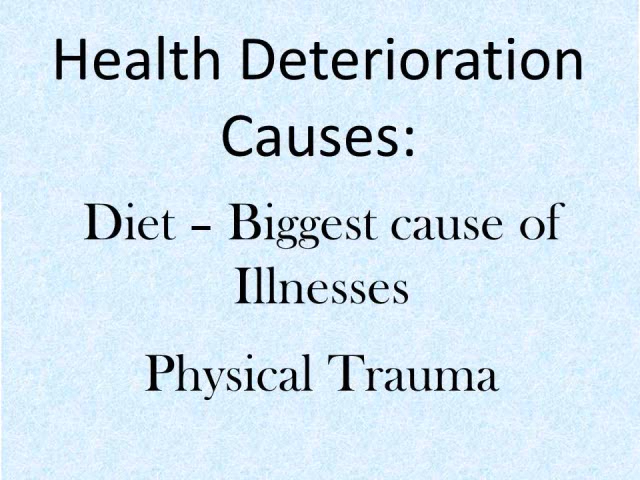 Health Deterioration
Causes:
Diet – Biggest cause of
Illnesses
Physical Trauma